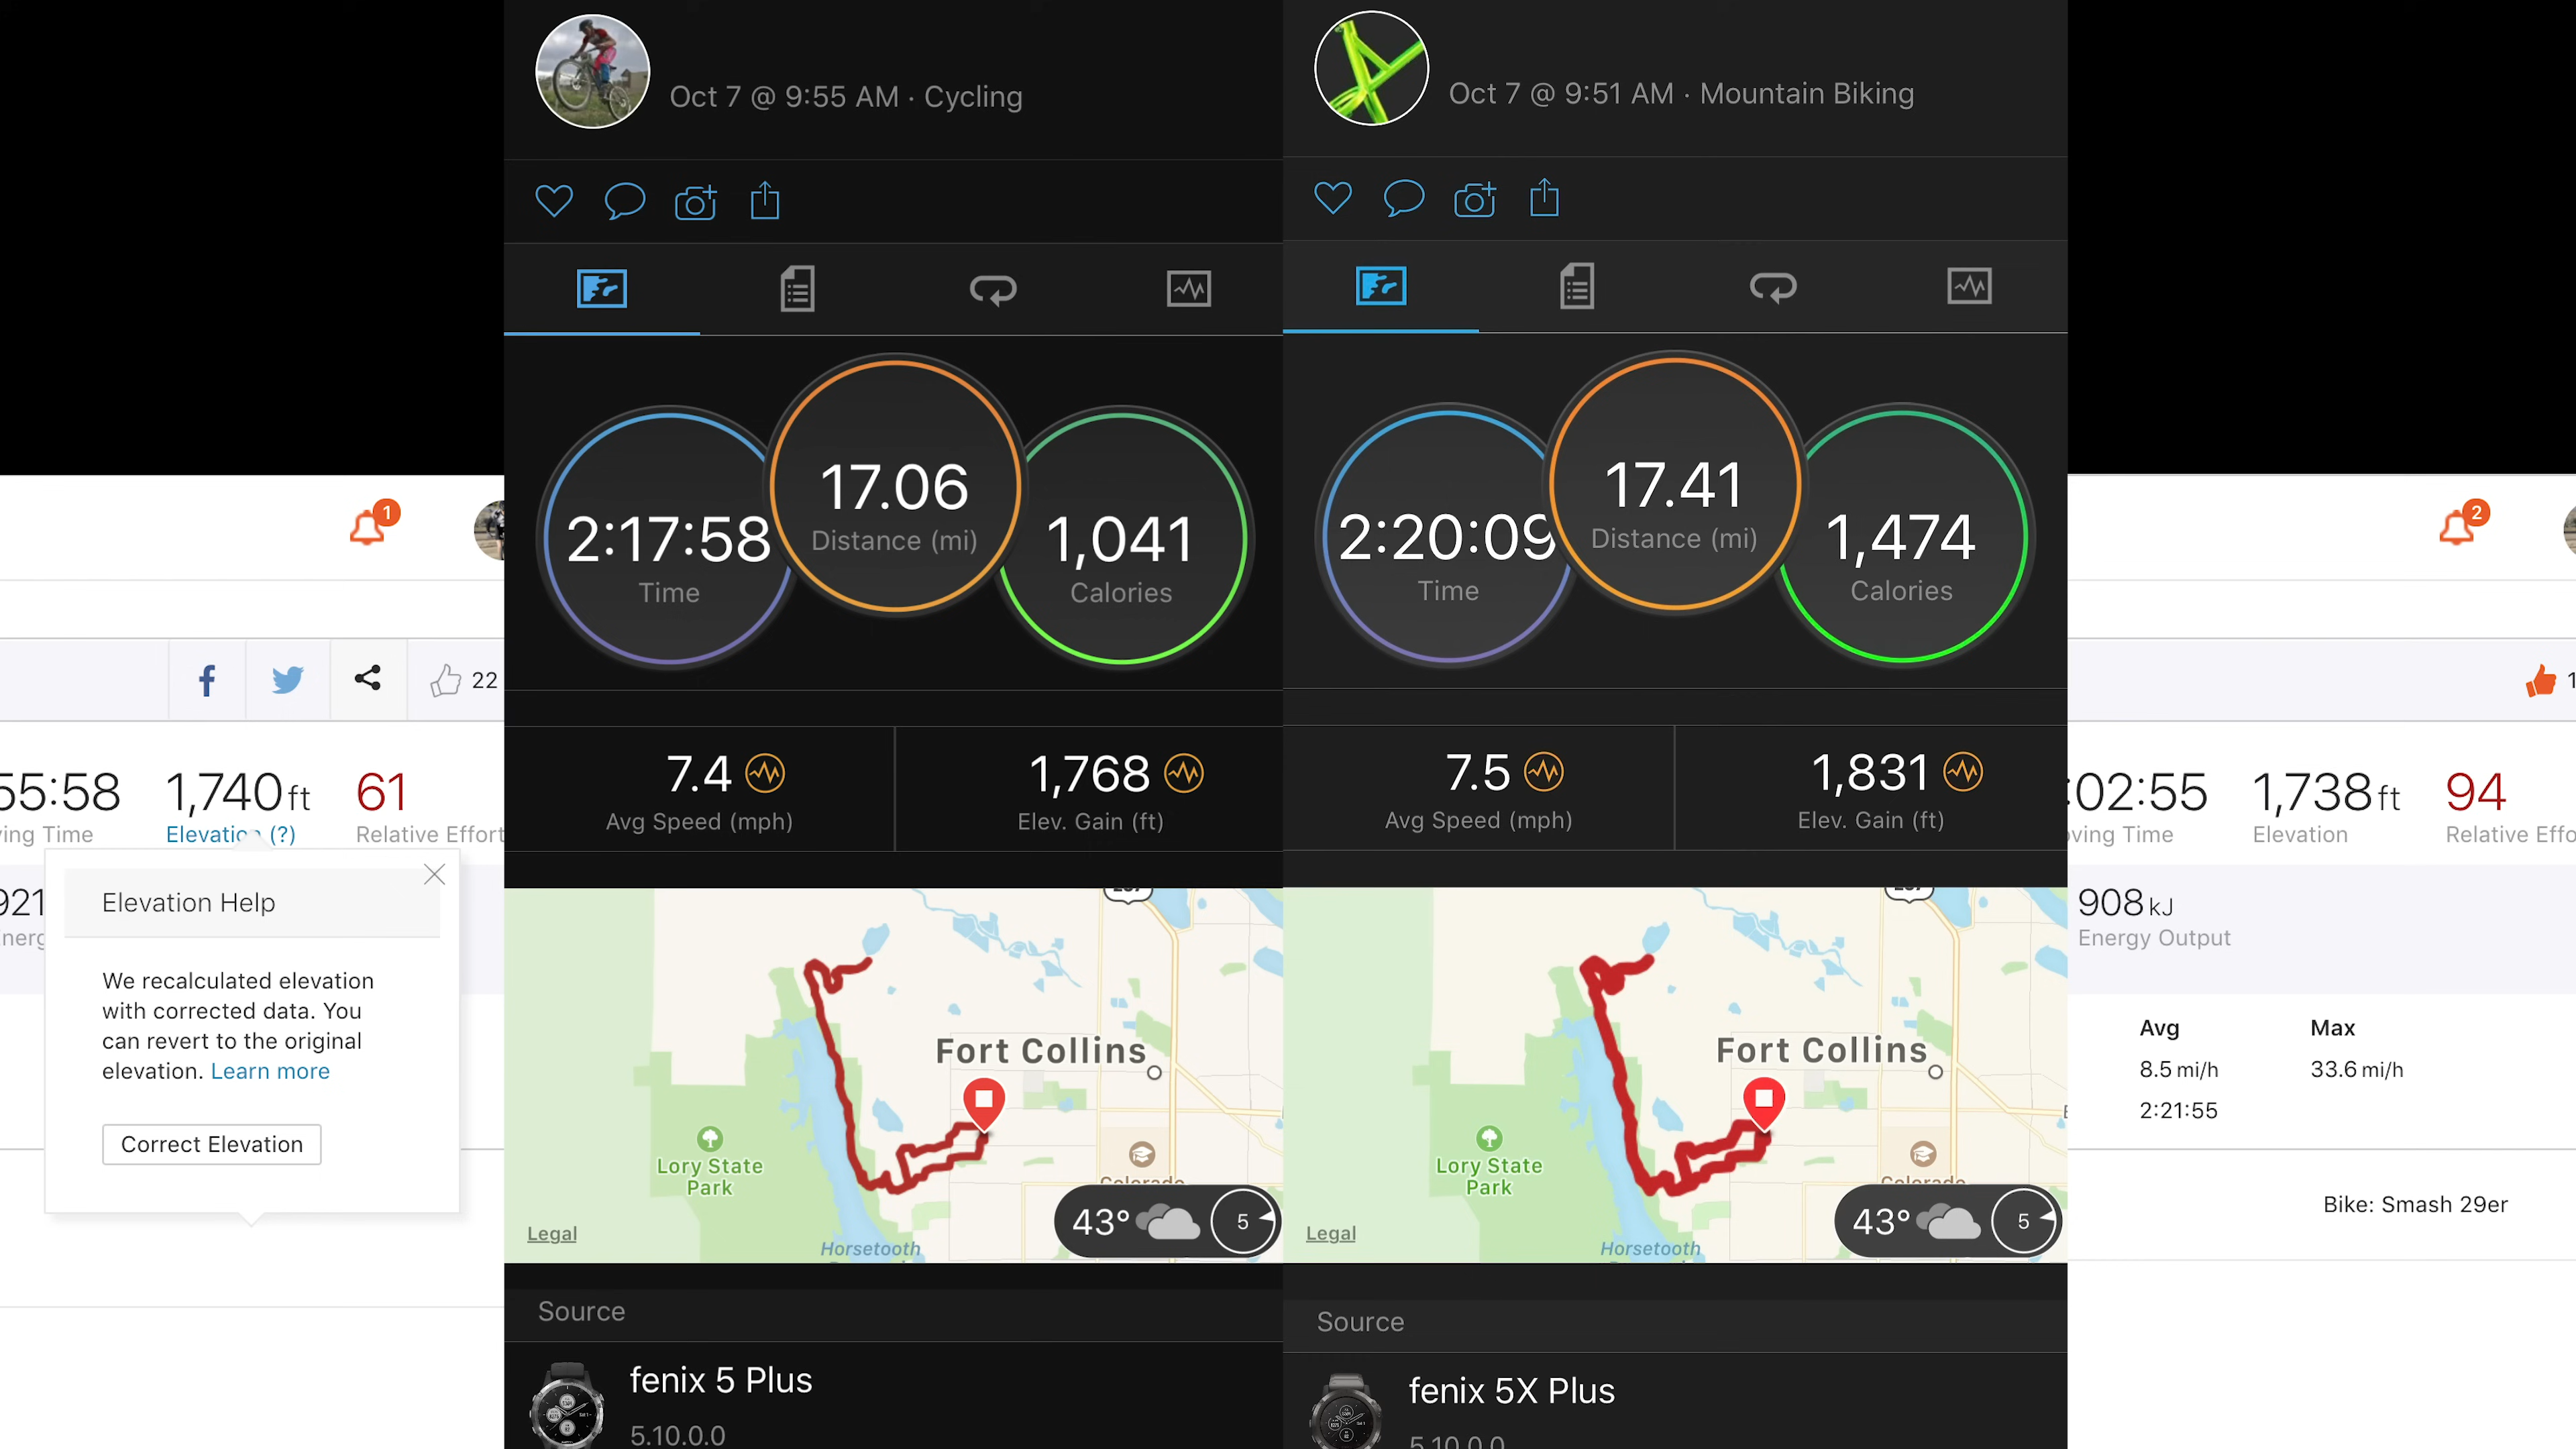 Oct 7 @ 9:55 AM · Cycling
2:17:58
Time
17.06
Distance (mi)
1,041
Calories
7.4
Avg Speed (mph)
1,768
Elev. Gain (ft)
Fort Collins
Lory State
Park
Horsetooth
Legal
43°
5
Source
fenix 5 Plus
5.10.0.0
Oct 7 @ 9:51 AM · Mountain Biking
2:20:09
Time
17.41
Distance (mi)
1,474
Calories
7.5
Avg Speed (mph)
1,831
Elev. Gain (ft)
Fort Collins
Lory State
Park
Horsetooth
Legal
43°
5
Source
fenix 5X Plus
5.10.0.0
1
22
55:58
ving Time
1,740 ft
Elevation (?)
61
Relative Effort
921
Elevation Help
We recalculated elevation
with corrected data. You
can revert to the original
elevation. Learn more
Correct Elevation
2
1
:02:55
ving Time
1,738 ft
Elevation
94
Relative Effo
908 kJ
Energy Output
Avg
Max
8.5 mi/h
33.6 mi/h
2:21:55
Bike: Smash 29er